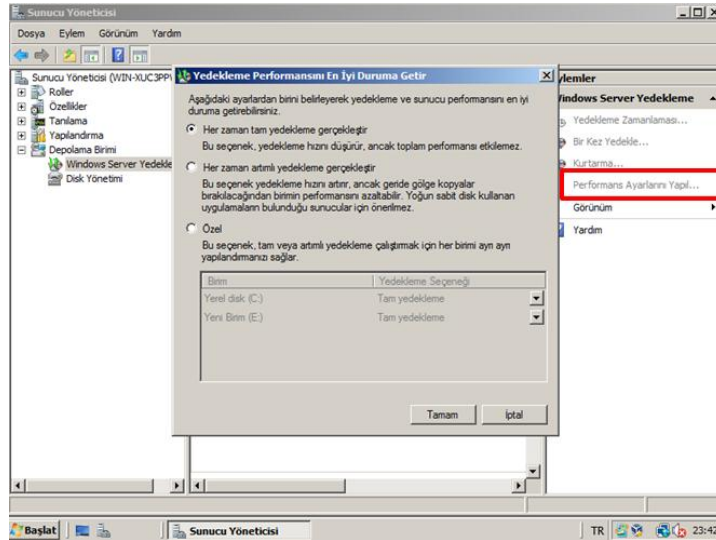 Sunucu Yöneticisi
Dosya Eylem Görünüm Yardım
Sunucu Yöneticisi (WIN-XUC3PP
Roller
Özellikler
Tanılama
Yapılandırma
Depolama Birimi
Windows Server Yedekle
Disk Yönetimi
Yedekleme Performansını En İyi Duruma Getir
Aşağıdaki ayarlardan birini belirleyerek yedekleme ve sunucu performansını en iyi
duruma getirebilirsiniz.
Her zaman tam yedekleme gerçekleştir
Bu seçenek, yedekleme hızını düşürür, ancak toplam performansı etkilemez.
Her zaman artımlı yedekleme gerçekleştir
Bu seçenek yedekleme hızını artırır, ancak geride gölge kopyalar
bırakılacağından birimin performansını azaltabilir. Yoğun sabit disk kullanan
uygulamaların bulunduğu sunucular için önerilmez.
Özel
Bu seçenek, tam veya artımlı yedekleme çalıştırmak için her birimi ayrı ayrı
yapılandırmanızı sağlar.
Birim Yedekleme Seçeneği
Yerel disk (C:) Tam yedekleme
Yeni Birim (E:) Tam yedekleme
Tamam İptal
ylemler
indows Server Yedekleme
Yedekleme Zamanlaması...
Bir Kez Yedekle...
Kurtarma...
Performans Ayarlarını Yapıl...
Görünüm
Yardım
Başlat Sunucu Yöneticisi TR 23:42